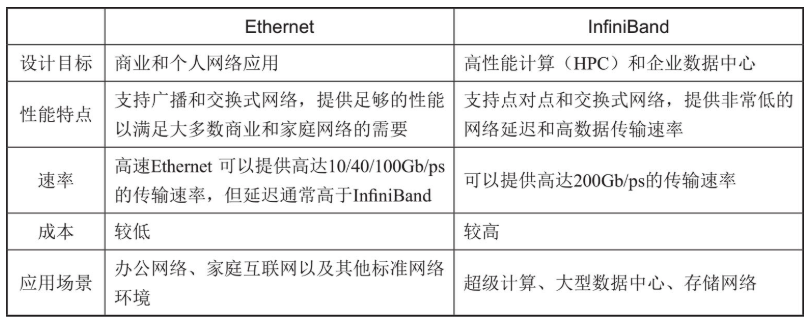 Ethernet InfiniBand
设计目标 商业和个人网络应用 高性能计算（HPC）和企业数据中心
性能特点 支持广播和交换式网络，提供足够的性能 支持点对点和交换式网络，提供非常低的
以满足大多数商业和家庭网络的需要 网络延迟和高数据传输速率
速率 高速Ethernet 可以提供高达10/40/100Gb/ps 可以提供高达200Gb/ps的传输速率
的传输速率，但延迟通常高于InfiniBand
成本 较低 较高
应用场景 办公网络、家庭互联网以及其他标准网络 超级计算、大型数据中心、存储网络
环境